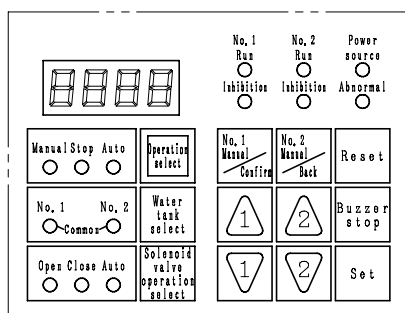 No. 1 No. 2 Power
Run Run source
Inhibition Inhibition Abnormal
8888
Manual Stop Auto
Operation
select
No. 1
Manual
Confirm
No. 2
Manual
Back
Reset
No. 1 No. 2
Common
Water
tank
select
1
2
Buzzer
stop
Open Close Auto
Solenoid
valve
operation
select
1
2
Set